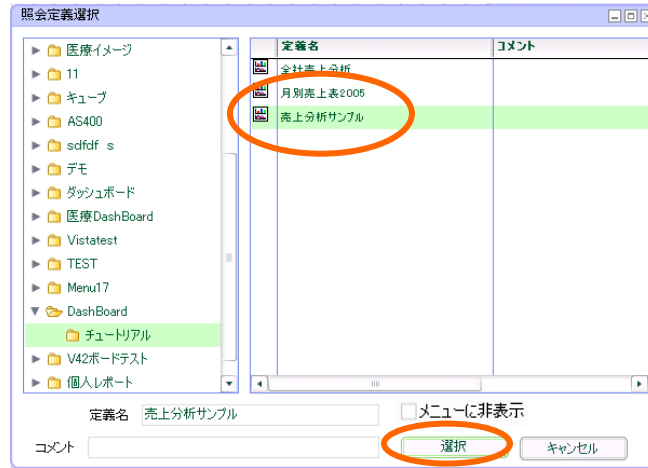 照会定義選択
医療イメージ
11
キューブ
AS400
sdfdf s
デモ
ダッシュボード
医療DashBoard
Vistatest
TEST
Menu17
DashBoard
チュートリアル
V42ボードテスト
個人レポート
定義名 コメント
全社売上分析
月別売上表2005
売上分析サンプル
定義名 売上分析サンプル
メニューに非表示
コメント
選択 キャンセル